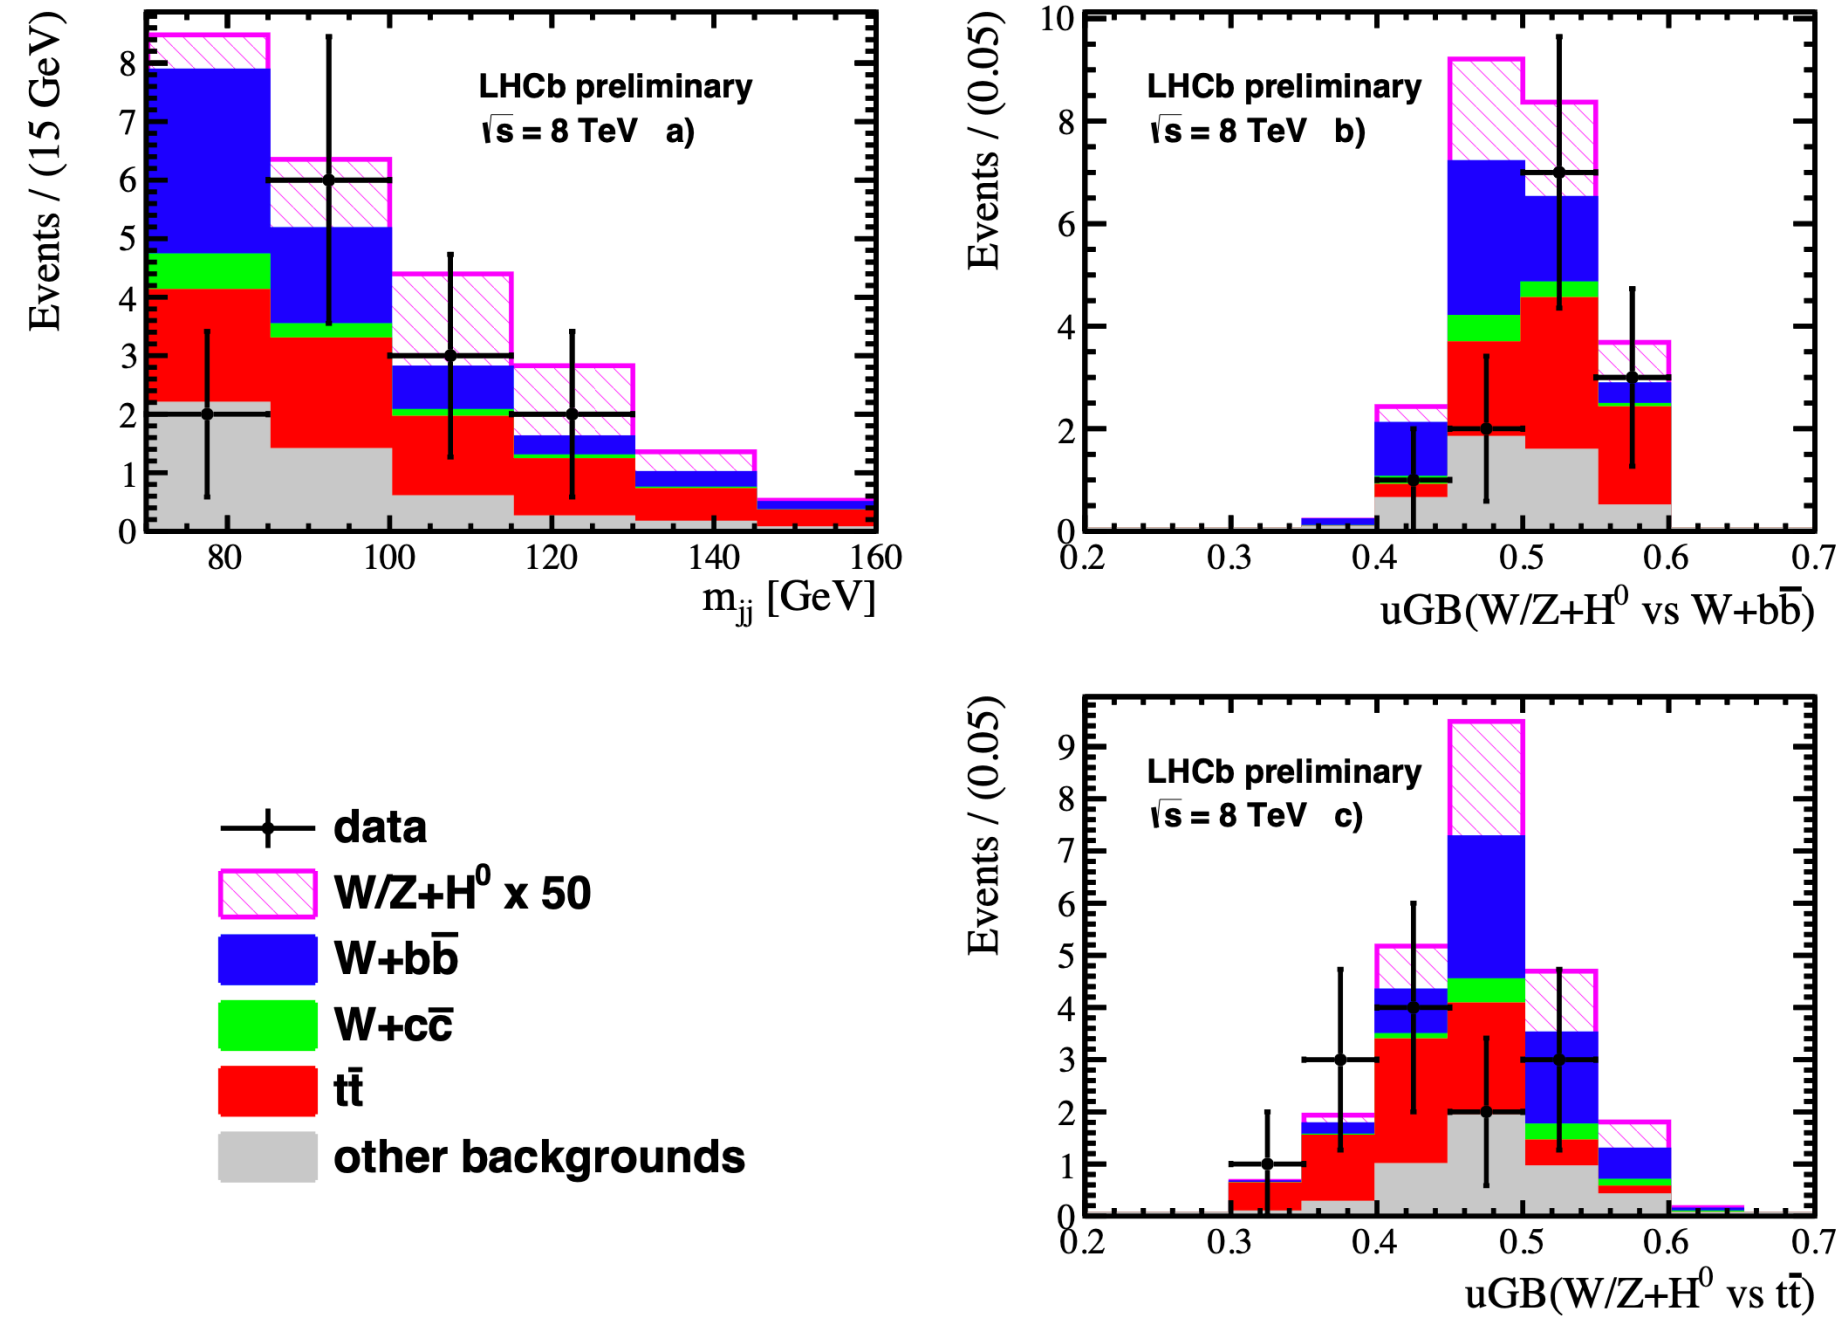 Events / (15 GeV)
8
7
6
5
4
3
2
1
0
80 100 120 140 160
m_jj [GeV]
LHCb preliminary
√s = 8 TeV a)
Events / (0.05)
10
8
6
4
2
0
0.2 0.3 0.4 0.5 0.6 0.7
uGB(W/Z+H⁰ vs W+bb̅)
LHCb preliminary
√s = 8 TeV b)
data
W/Z+H⁰ x 50
W+bb̅
W+cc̅
tt̅
other backgrounds
Events / (0.05)
9
8
7
6
5
4
3
2
1
0
0.2 0.3 0.4 0.5 0.6 0.7
uGB(W/Z+H⁰ vs tt̅)
LHCb preliminary
√s = 8 TeV c)